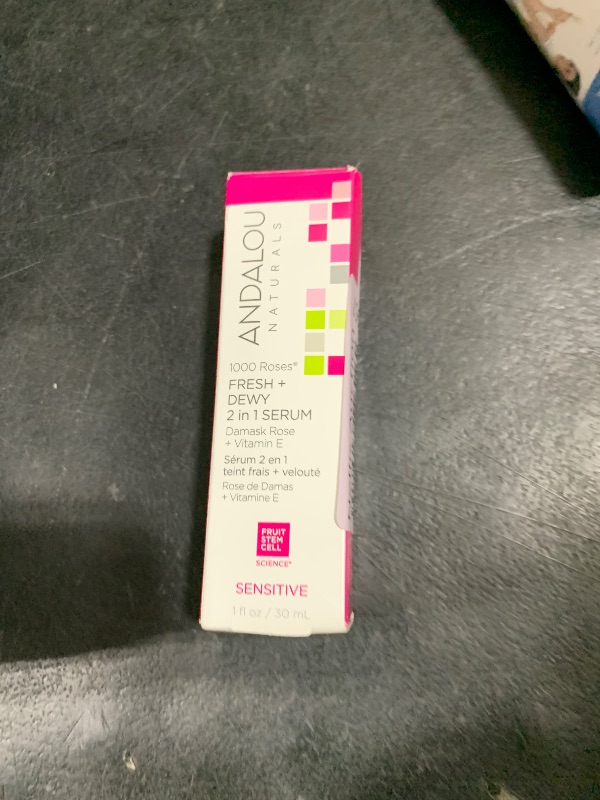 ANDALOU
NATURALS
1000 Roses®
FRESH +
DEWY
2 in 1 SERUM
Damask Rose
+ Vitamin E
Sérum 2 en 1
teint frais + velouté
Rose de Damas
+ Vitamine E
FRUIT
STEM
CELL
SCIENCE®
SENSITIVE
1 fl oz / 30 mL